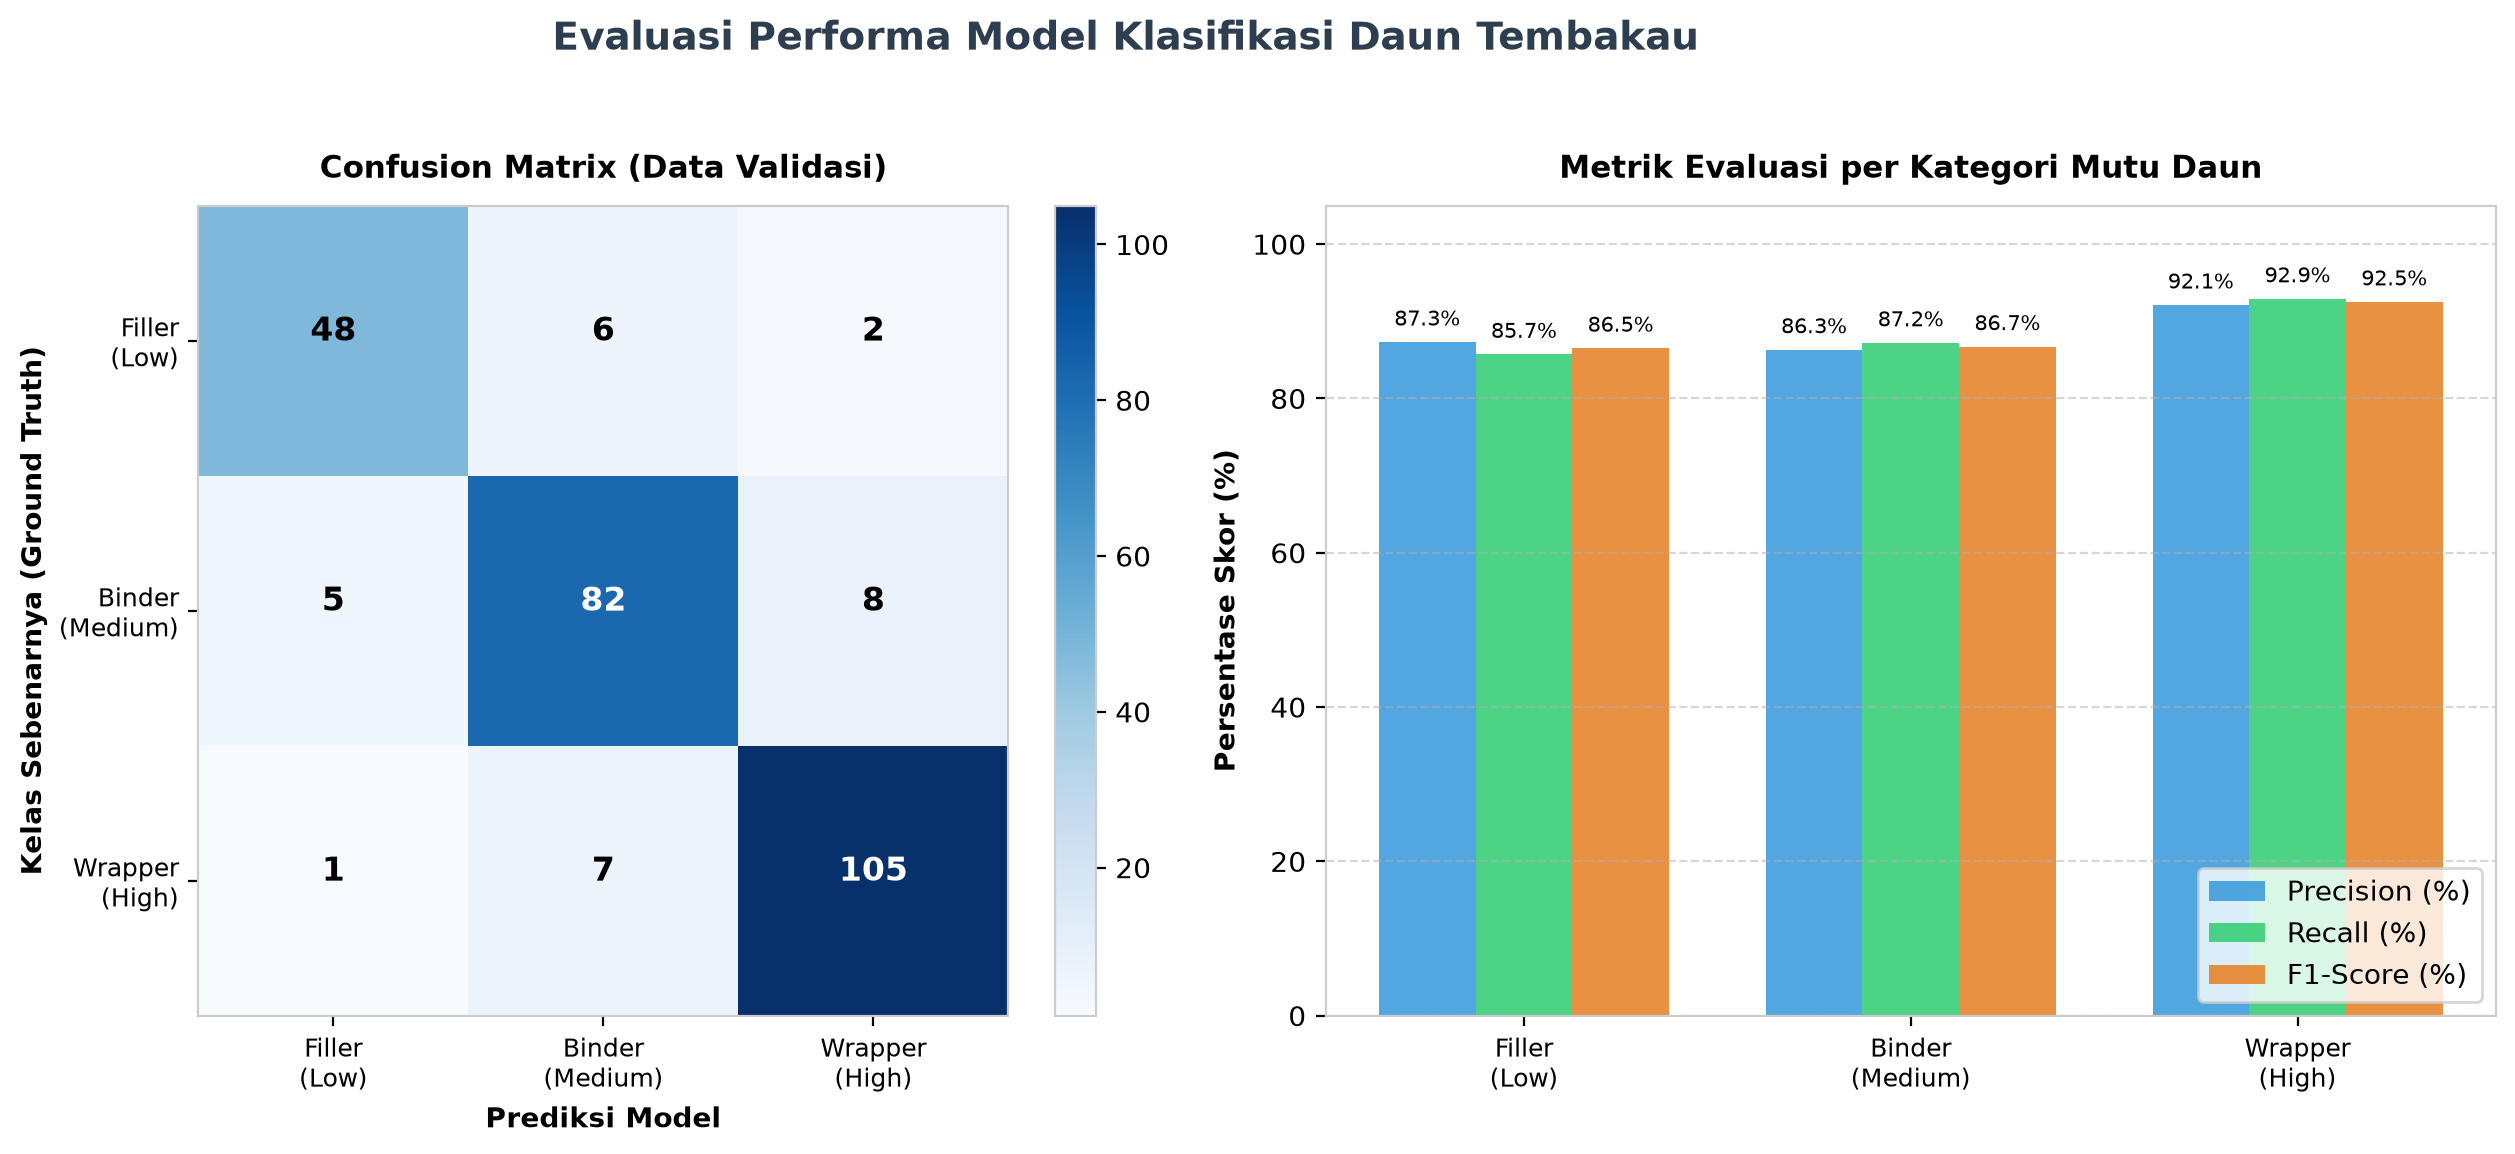 Evaluasi Performa Model Klasifikasi Daun Tembakau
Confusion Matrix (Data Validasi)
Kelas Sebenarnya (Ground Truth)
Filler
(Low)
48 6 2
Binder
(Medium)
5 82 8
Wrapper
(High)
1 7 105
Filler
(Low)
Binder
(Medium)
Wrapper
(High)
Prediksi Model
100
80
60
40
20
Metrik Evaluasi per Kategori Mutu Daun
Persentase Skor (%)
100
80
60
40
20
0
87.3% 85.7% 86.5%
86.3% 87.2% 86.7%
92.1% 92.9% 92.5%
Filler
(Low)
Binder
(Medium)
Wrapper
(High)
Precision (%)
Recall (%)
F1-Score (%)